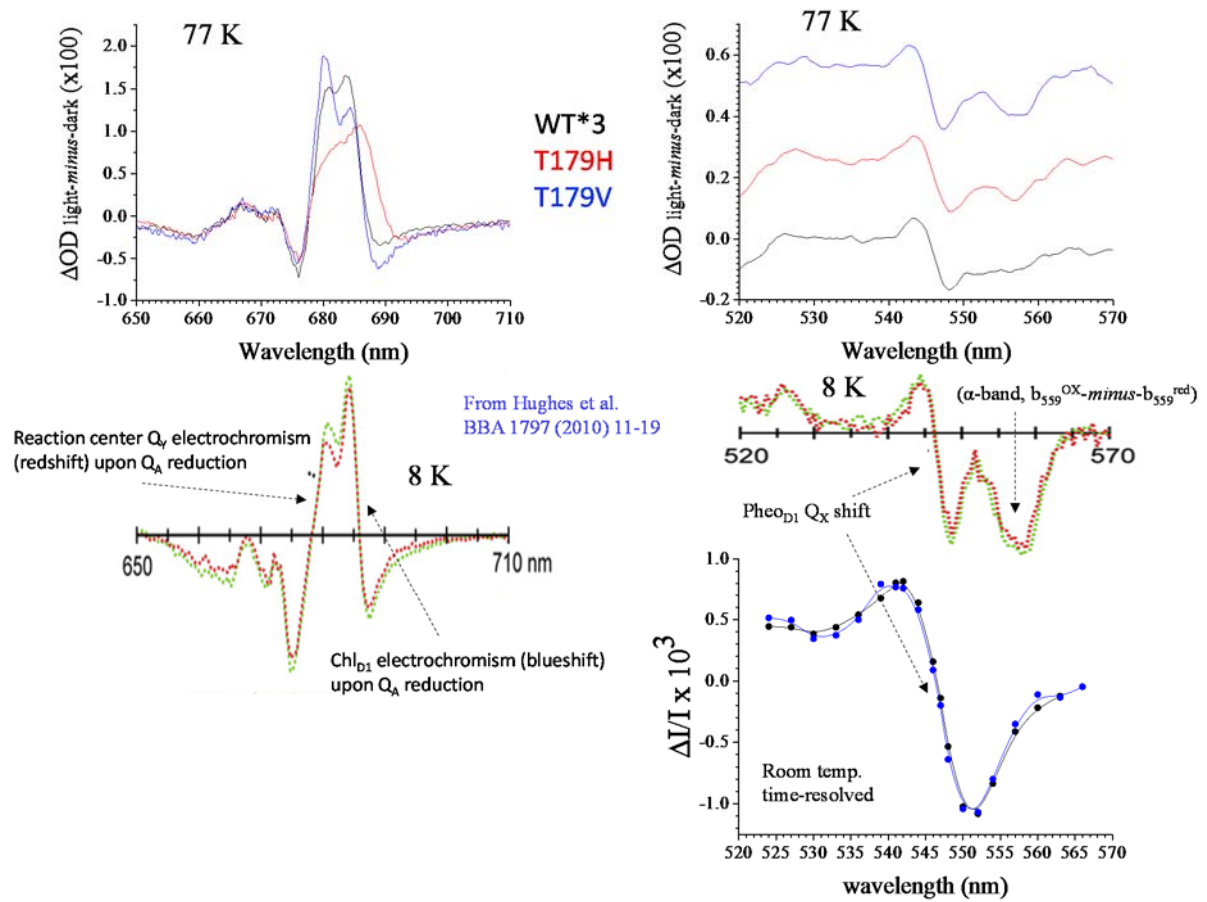 77 K
ΔOD light-minus-dark (x100)
2.0
1.5
1.0
0.5
0.0
-0.5
-1.0
650 660 670 680 690 700 710
Wavelength (nm)
WT*3
T179H
T179V
77 K
ΔOD light-minus-dark (x100)
0.6
0.4
0.2
0.0
-0.2
520 530 540 550 560 570
Wavelength (nm)
Reaction center QY electrochromism
(redshift) upon QA reduction
From Hughes et al.
BBA 1797 (2010) 11-19
8 K
650
710 nm
ChlD1 electrochromism (blueshift)
upon QA reduction
8 K
(α-band, b559OX-minus-b559red)
520
570
PheoD1 QX shift
ΔI/I x 103
1.0
0.5
0.0
-0.5
-1.0
Room temp.
time-resolved
520 525 530 535 540 545 550 555 560 565 570
wavelength (nm)